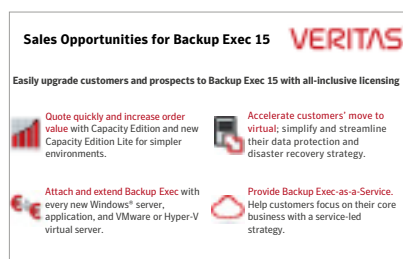 Sales Opportunities for Backup Exec 15
VERITAS
Easily upgrade customers and prospects to Backup Exec 15 with all-inclusive licensing
Quote quickly and increase order
value with Capacity Edition and new
Capacity Edition Lite for simpler
environments.
Accelerate customers' move to
virtual; simplify and streamline
their data protection and
disaster recovery strategy.
Attach and extend Backup Exec with
every new Windows® server,
application, and VMware or Hyper-V
virtual server.
Provide Backup Exec-as-a-Service.
Help customers focus on their core
business with a service-led
strategy.